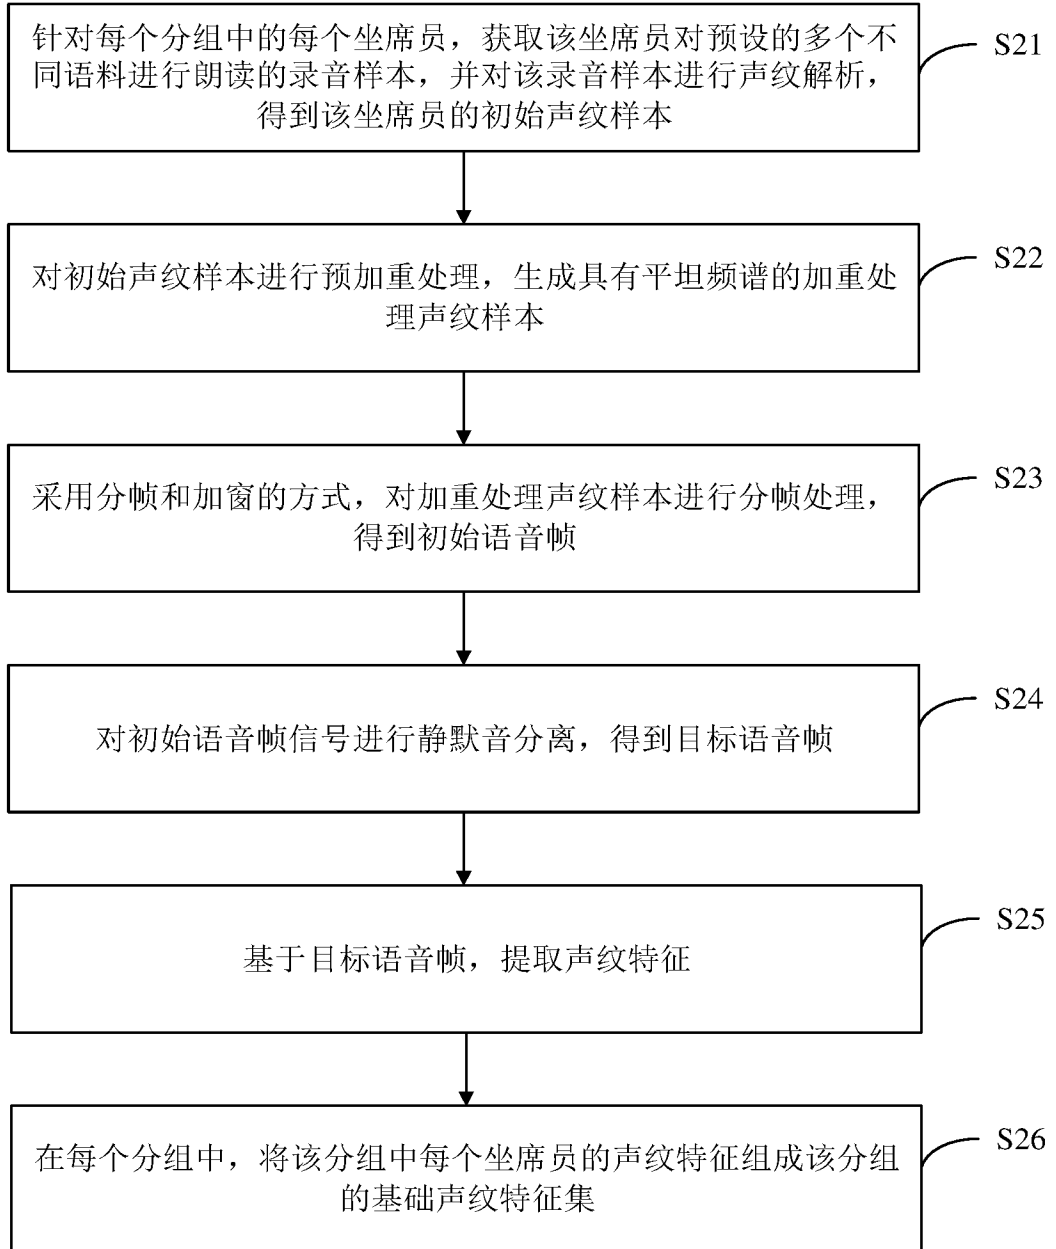 针对每个分组中的每个坐席员，获取该坐席员对预设的多个不
同语料进行朗读的录音样本，并对该录音样本进行声纹解析，
得到该坐席员的初始声纹样本
S21
对初始声纹样本进行预加重处理，生成具有平坦频谱的加重处
理声纹样本
S22
采用分帧和加窗的方式，对加重处理声纹样本进行分帧处理，
得到初始语音帧
S23
对初始语音帧信号进行静默音分离，得到目标语音帧
S24
基于目标语音帧，提取声纹特征
S25
在每个分组中，将该分组中每个坐席员的声纹特征组成该分组
的基础声纹特征集
S26